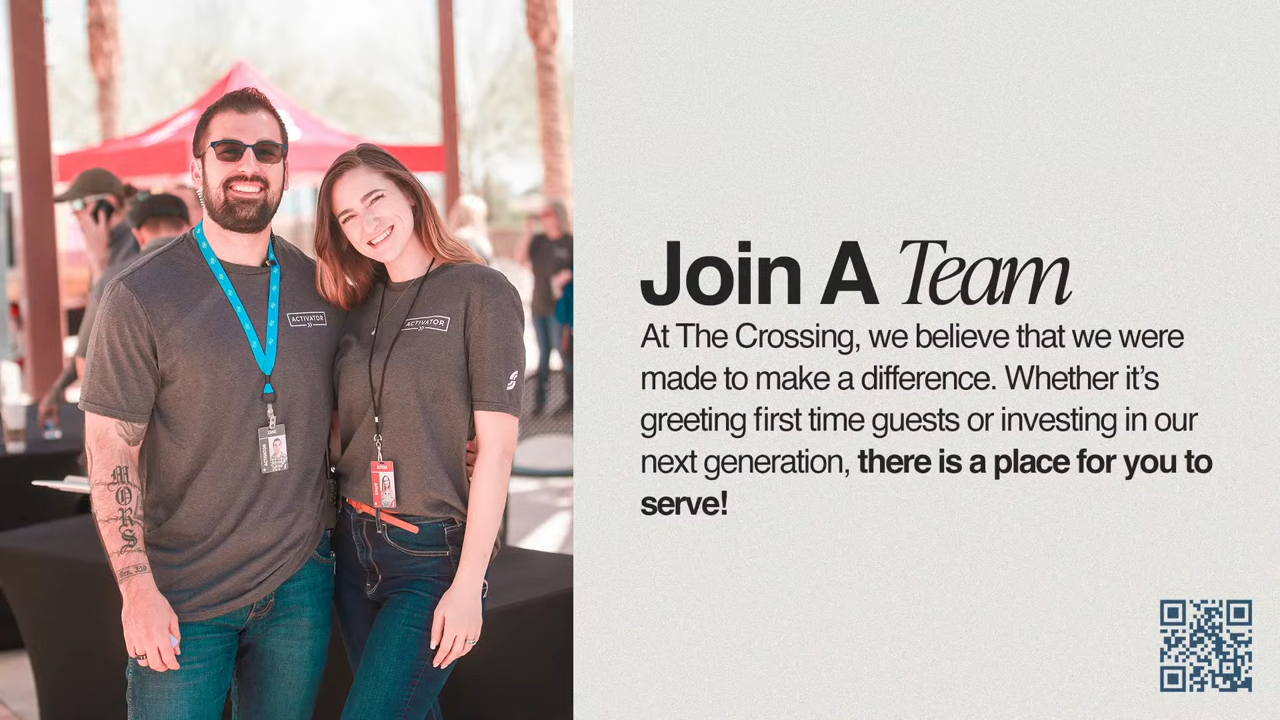 Join A Team
At The Crossing, we believe that we were
made to make a difference. Whether it's
greeting first time guests or investing in our
next generation, there is a place for you to
serve!
ACTIVATOR
ACTIVATOR